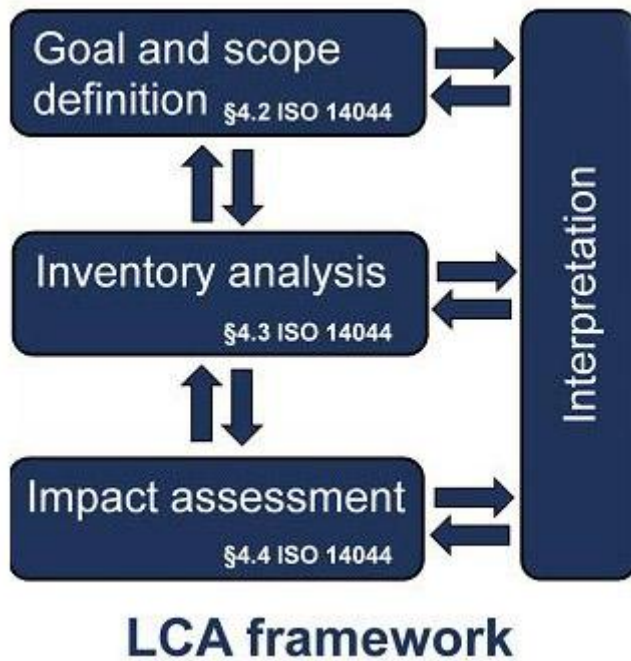 Goal and scope
definition §4.2 ISO 14044
Inventory analysis
§4.3 ISO 14044
Impact assessment
§4.4 ISO 14044
Interpretation
LCA framework